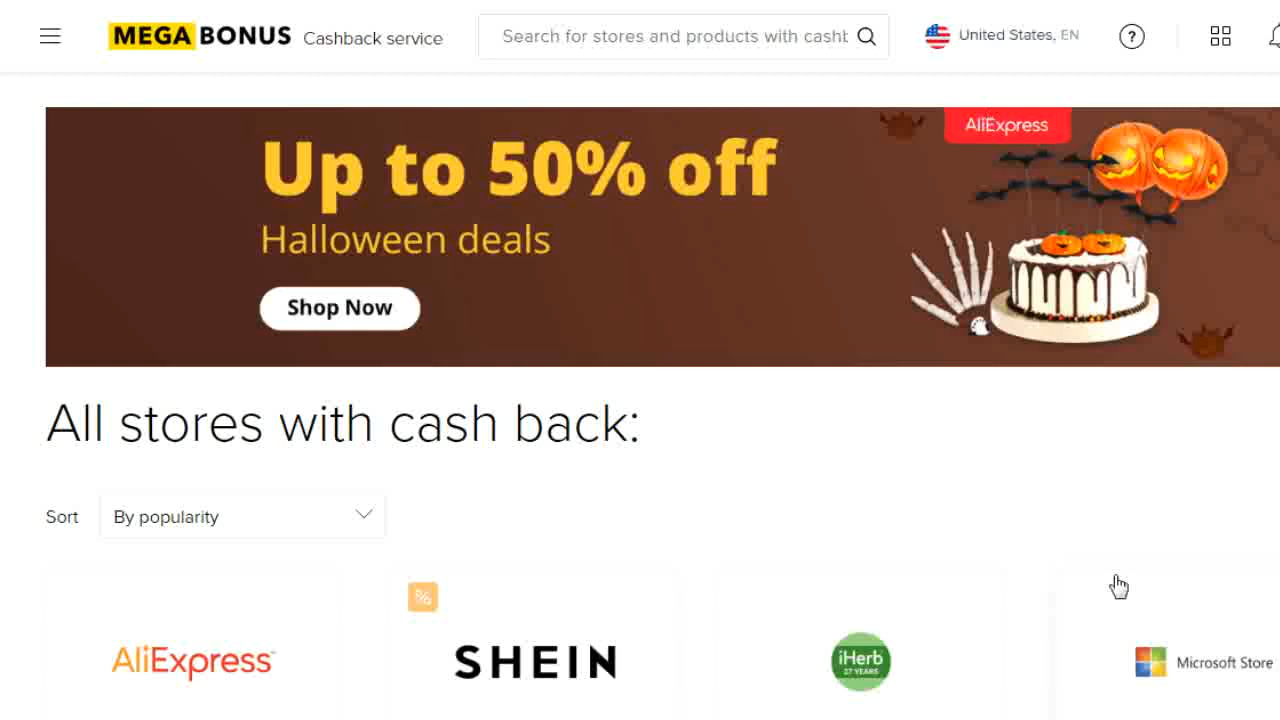 MEGA BONUS Cashback service
Search for stores and products with cashb
United States, EN
?
AliExpress
Up to 50% off
Halloween deals
Shop Now
All stores with cash back:
Sort By popularity
%
AliExpress
SHEIN
iHerb
27 YEARS
Microsoft Store